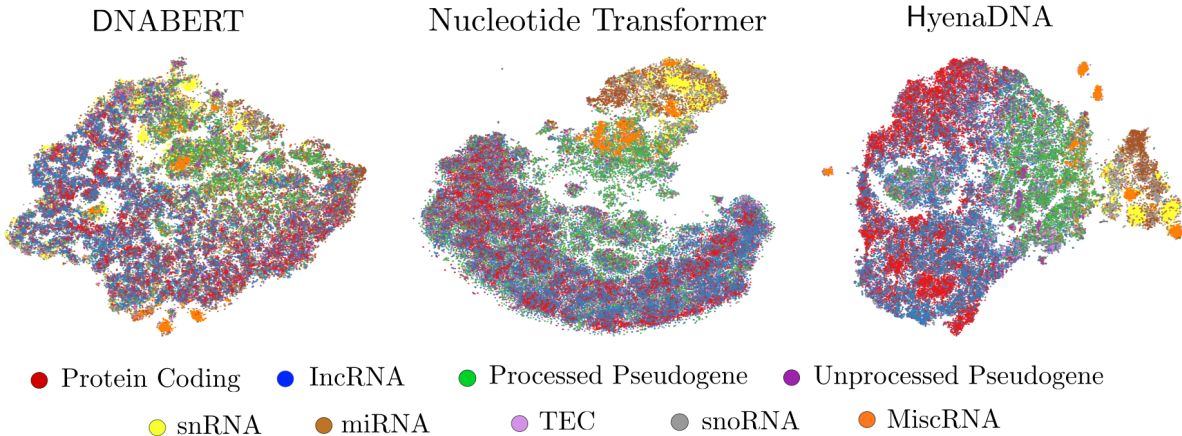 DNABERT Nucleotide Transformer HyenaDNA
Protein Coding lncRNA Processed Pseudogene Unprocessed Pseudogene
snRNA miRNA TEC snoRNA MiscRNA